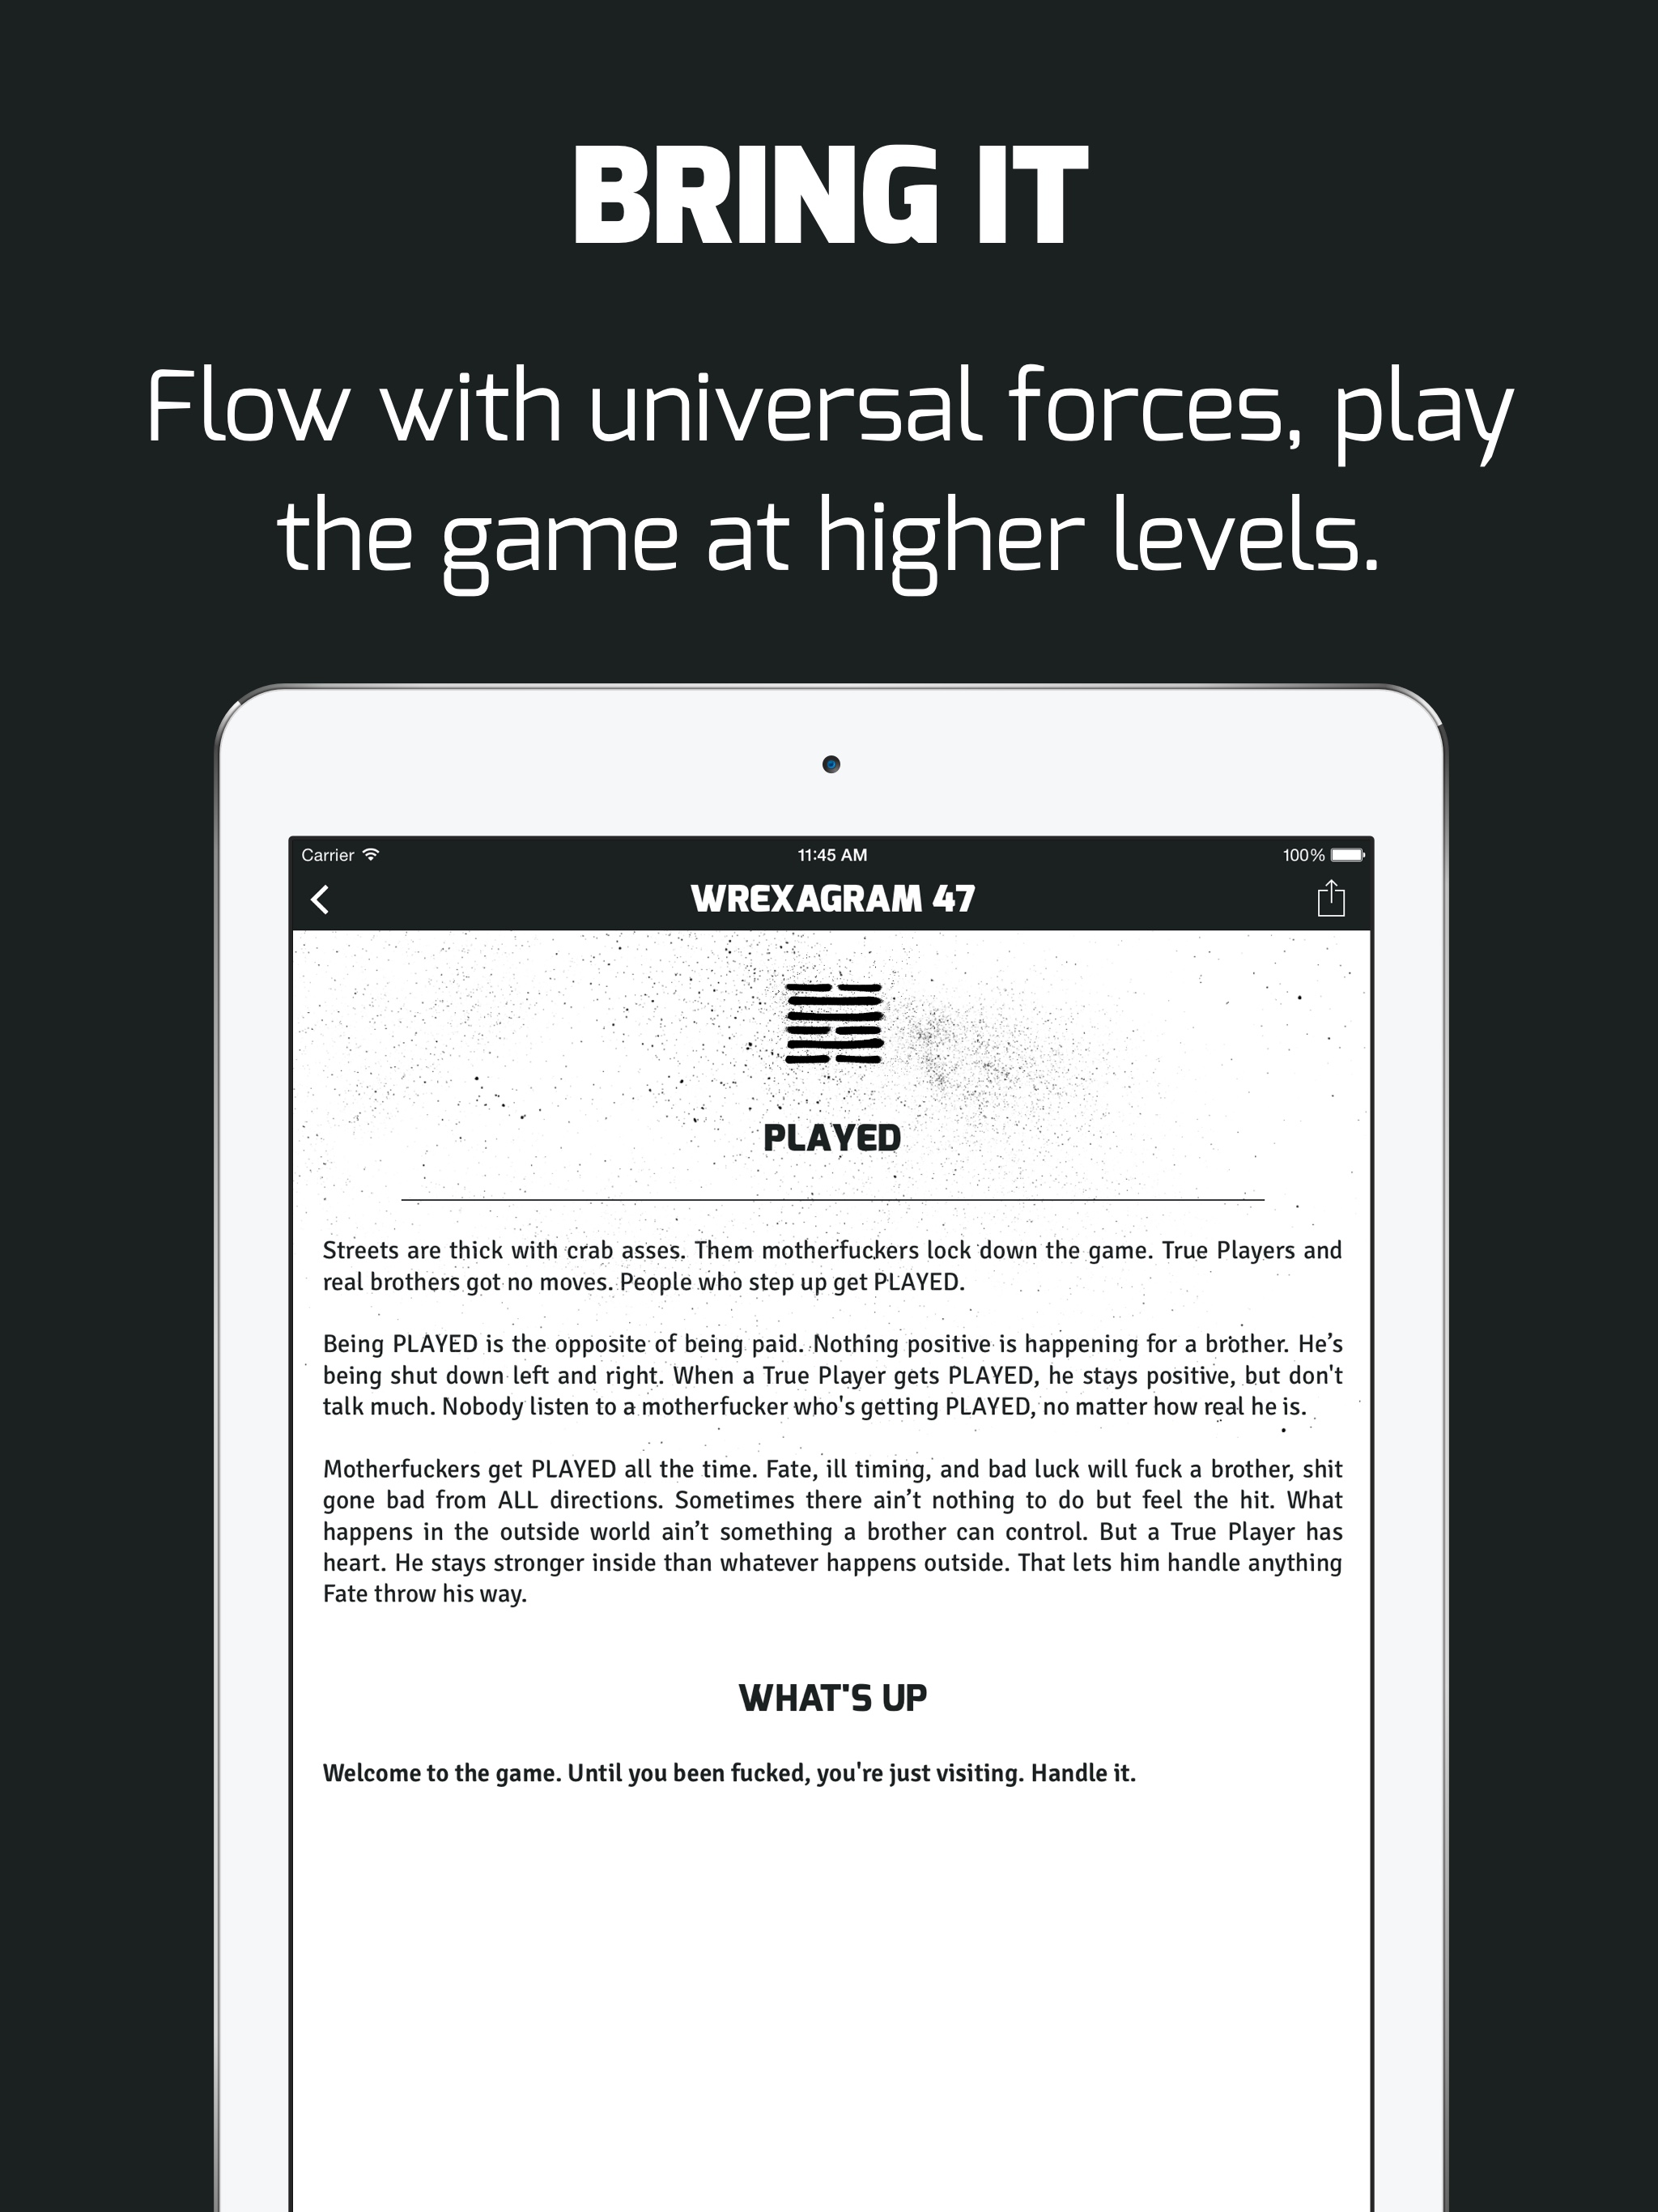 BRING IT
Flow with universal forces, play
the game at higher levels.
Carrier 11:45 AM 100%
WREXAGRAM 47
PLAYED
Streets are thick with crab asses. Them motherfuckers lock down the game. True Players and
real brothers got no moves. People who step up get PLAYED.
Being PLAYED is the opposite of being paid. Nothing positive is happening for a brother. He’s
being shut down left and right. When a True Player gets PLAYED, he stays positive, but don't
talk much. Nobody listen to a motherfucker who's getting PLAYED, no matter how real he is.
Motherfuckers get PLAYED all the time. Fate, ill timing, and bad luck will fuck a brother, shit
gone bad from ALL directions. Sometimes there ain’t nothing to do but feel the hit. What
happens in the outside world ain’t something a brother can control. But a True Player has
heart. He stays stronger inside than whatever happens outside. That lets him handle anything
Fate throw his way.
WHAT'S UP
Welcome to the game. Until you been fucked, you're just visiting. Handle it.